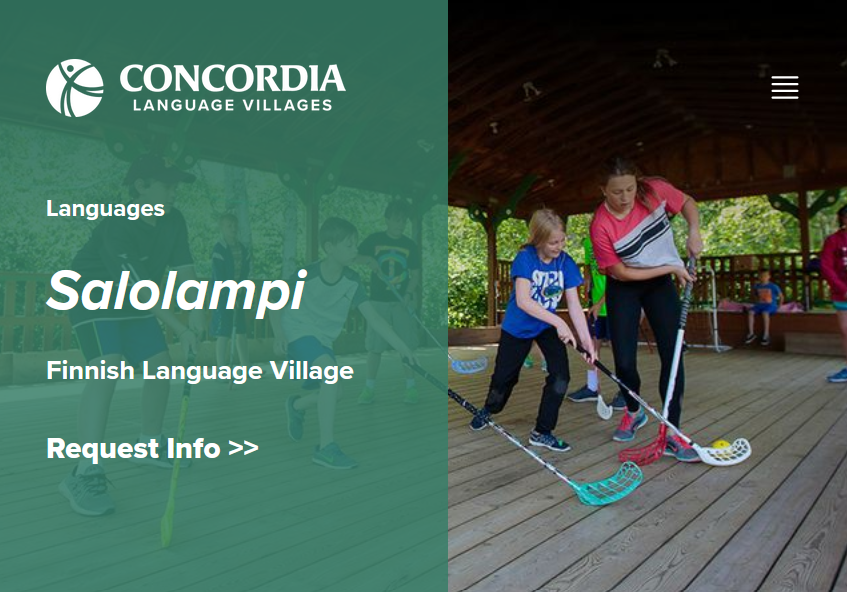 CONCORDIA
LANGUAGE VILLAGES
Languages
Salolampi
Finnish Language Village
Request Info >>